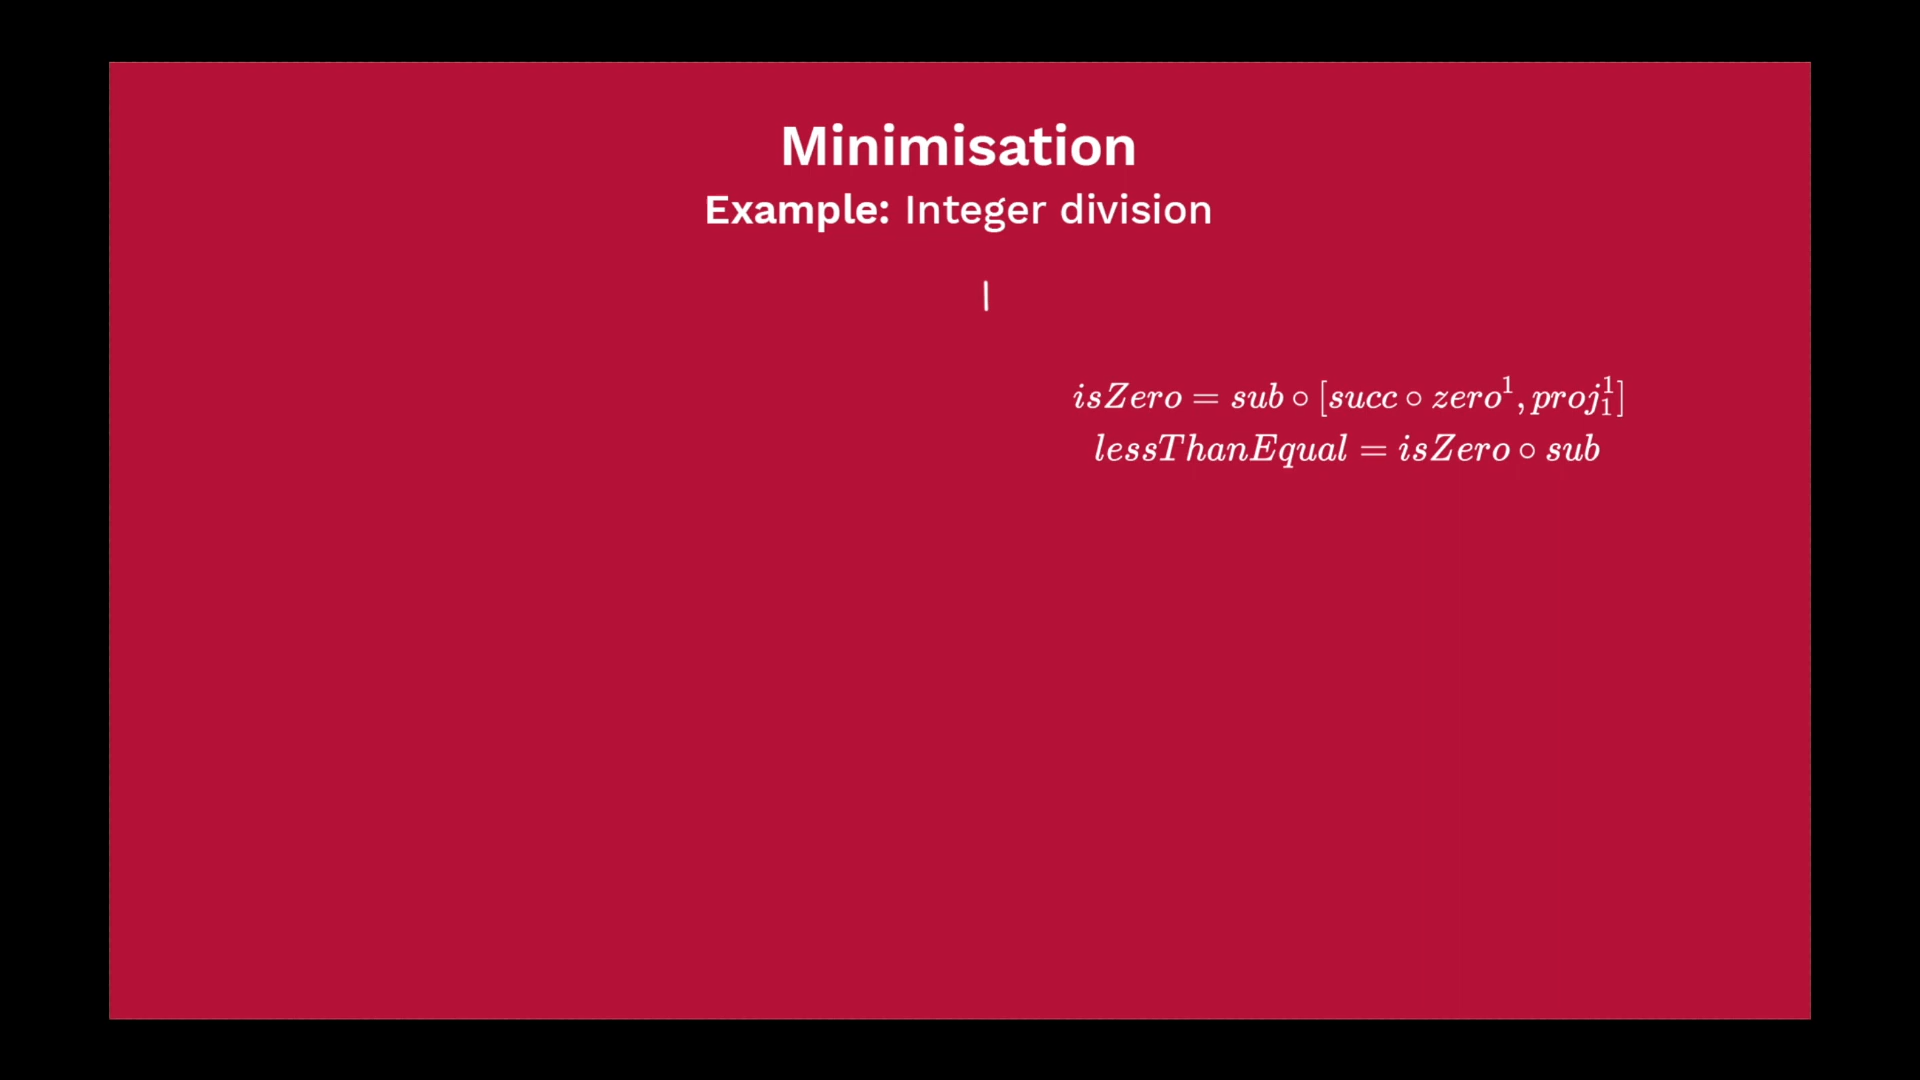 Minimisation
Example: Integer division
|
isZero = sub ∘ [succ ∘ zero¹, proj₁¹]
lessThanEqual = isZero ∘ sub